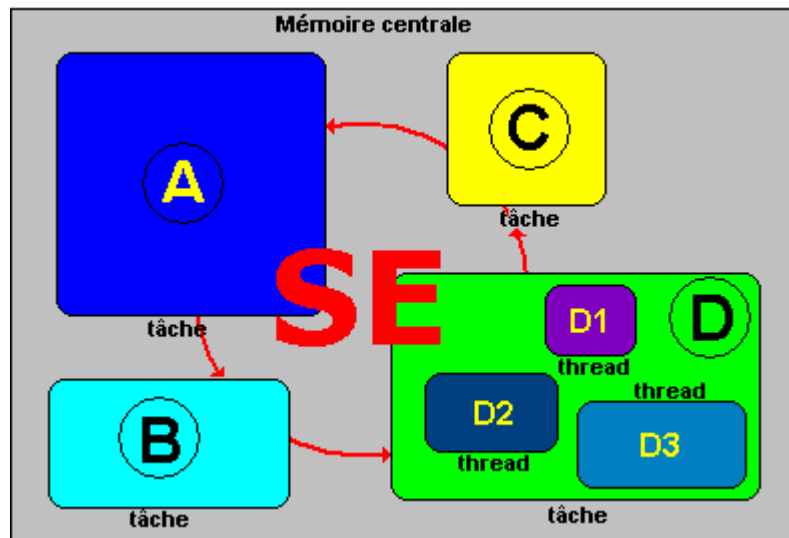 Mémoire centrale
A
tâche
C
tâche
SE
B
tâche
D
D1
thread
D2
thread
thread
D3
tâche